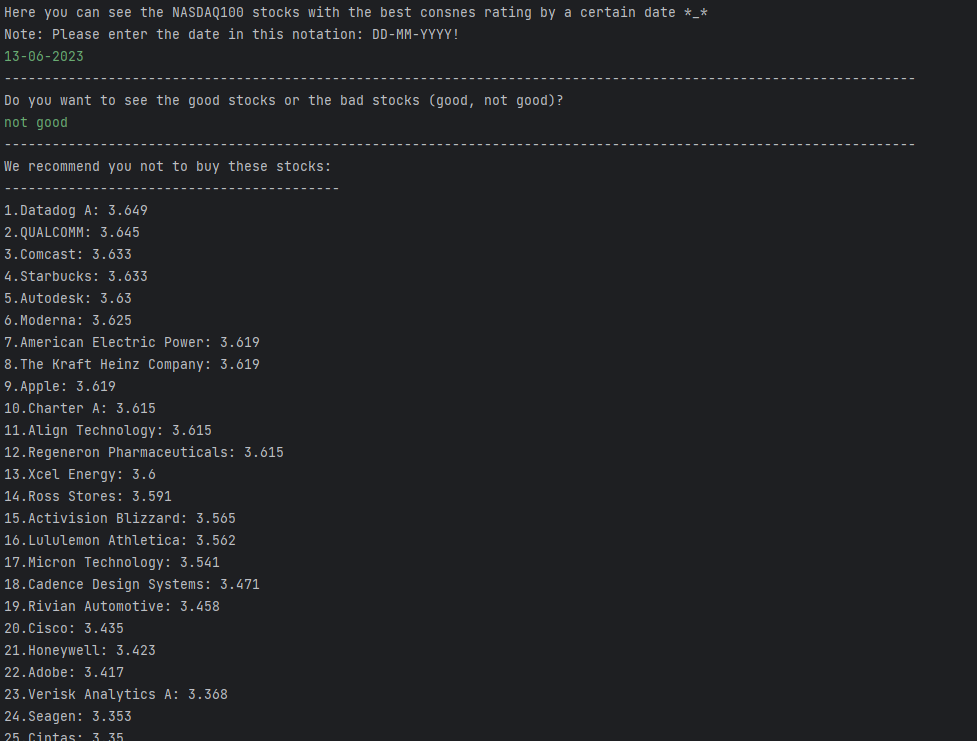 Here you can see the NASDAQ100 stocks with the best consnes rating by a certain date *_*
Note: Please enter the date in this notation: DD-MM-YYYY!
13-06-2023
------------------------------------------------------------------------------------------------------------------
Do you want to see the good stocks or the bad stocks (good, not good)?
not good
------------------------------------------------------------------------------------------------------------------
We recommend you not to buy these stocks:
------------------------------------------
1.Datadog A: 3.649
2.QUALCOMM: 3.645
3.Comcast: 3.633
4.Starbucks: 3.633
5.Autodesk: 3.63
6.Moderna: 3.625
7.American Electric Power: 3.619
8.The Kraft Heinz Company: 3.619
9.Apple: 3.619
10.Charter A: 3.615
11.Align Technology: 3.615
12.Regeneron Pharmaceuticals: 3.615
13.Xcel Energy: 3.6
14.Ross Stores: 3.591
15.Activision Blizzard: 3.565
16.Lululemon Athletica: 3.562
17.Micron Technology: 3.541
18.Cadence Design Systems: 3.471
19.Rivian Automotive: 3.458
20.Cisco: 3.435
21.Honeywell: 3.423
22.Adobe: 3.417
23.Verisk Analytics A: 3.368
24.Seagen: 3.353
25.Cintas: 3.35